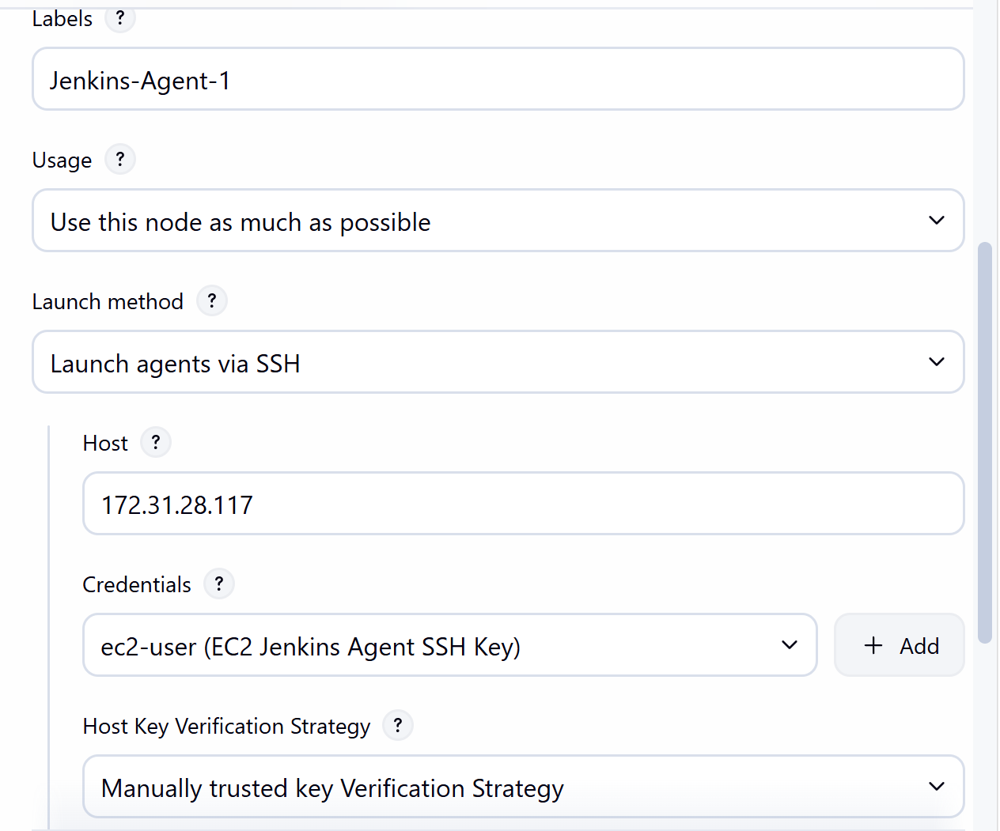 Labels ?
Jenkins-Agent-1
Usage ?
Use this node as much as possible
Launch method ?
Launch agents via SSH
Host ?
172.31.28.117
Credentials ?
ec2-user (EC2 Jenkins Agent SSH Key)
+ Add
Host Key Verification Strategy ?
Manually trusted key Verification Strategy